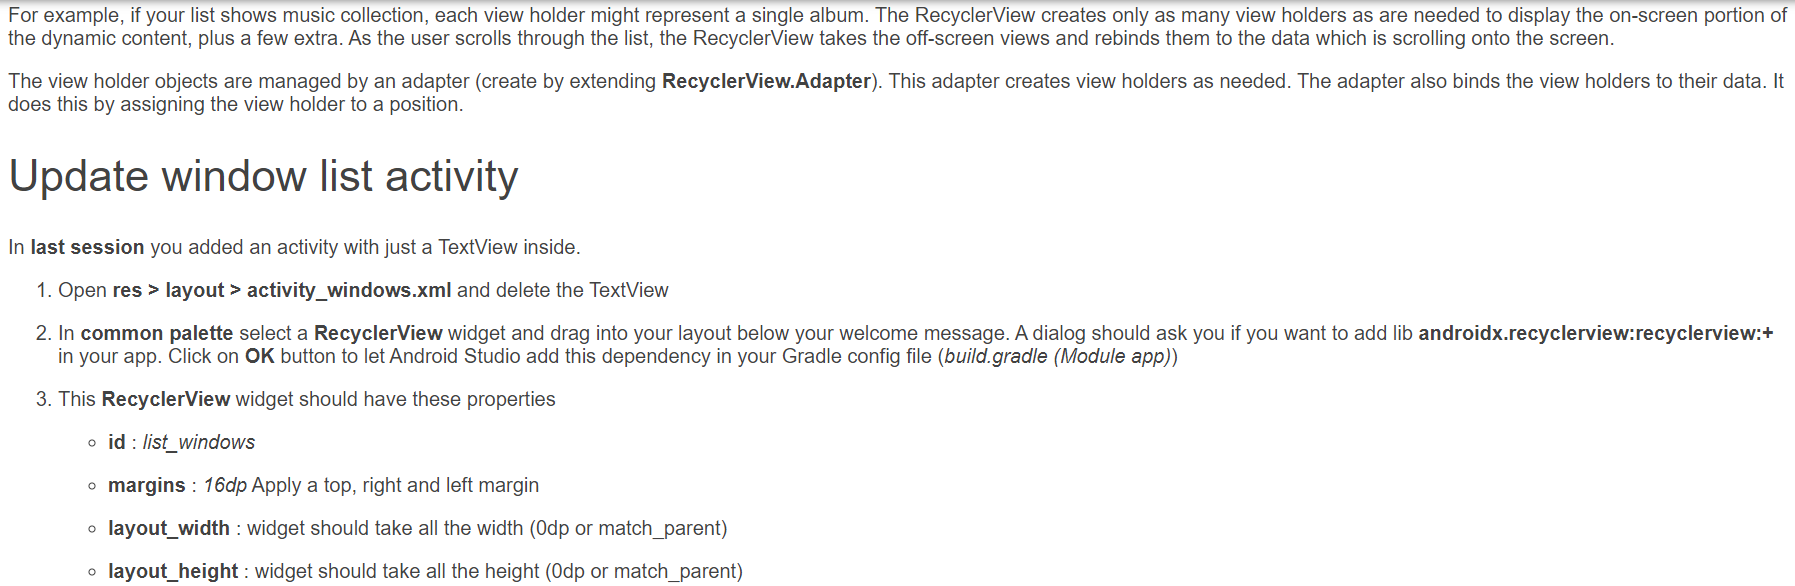 For example, if your list shows music collection, each view holder might represent a single album. The RecyclerView creates only as many view holders as are needed to display the on-screen portion of
the dynamic content, plus a few extra. As the user scrolls through the list, the RecyclerView takes the off-screen views and rebinds them to the data which is scrolling onto the screen.
The view holder objects are managed by an adapter (create by extending RecyclerView.Adapter). This adapter creates view holders as needed. The adapter also binds the view holders to their data. It
does this by assigning the view holder to a position.
Update window list activity
In last session you added an activity with just a TextView inside.
1. Open res > layout > activity_windows.xml and delete the TextView
2. In common palette select a RecyclerView widget and drag into your layout below your welcome message. A dialog should ask you if you want to add lib androidx.recyclerview:recyclerview:+
in your app. Click on OK button to let Android Studio add this dependency in your Gradle config file (build.gradle (Module app))
3. This RecyclerView widget should have these properties
◦ id : list_windows
◦ margins : 16dp Apply a top, right and left margin
◦ layout_width : widget should take all the width (0dp or match_parent)
◦ layout_height : widget should take all the height (0dp or match_parent)